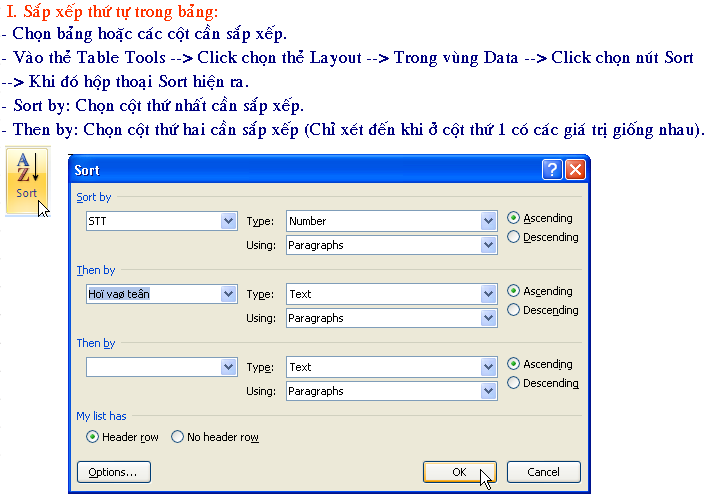 I. Sắp xếp thứ tự trong bảng:
- Chọn bảng hoặc các cột cần sắp xếp.
- Vào thẻ Table Tools --> Click chọn thẻ Layout --> Trong vùng Data --> Click chọn nút Sort
--> Khi đó hộp thoại Sort hiện ra.
- Sort by: Chọn cột thứ nhất cần sắp xếp.
- Then by: Chọn cột thứ hai cần sắp xếp (Chỉ xét đến khi ở cột thứ 1 có các giá trị giống nhau).
A
Z
Sort
Sort
Sort by
STT Type: Number Ascending
Using: Paragraphs Descending
Then by
Hoï vaø teân Type: Text Ascending
Using: Paragraphs Descending
Then by
Type: Text Ascending
Using: Paragraphs Descending
My list has
Header row No header row
Options... OK Cancel